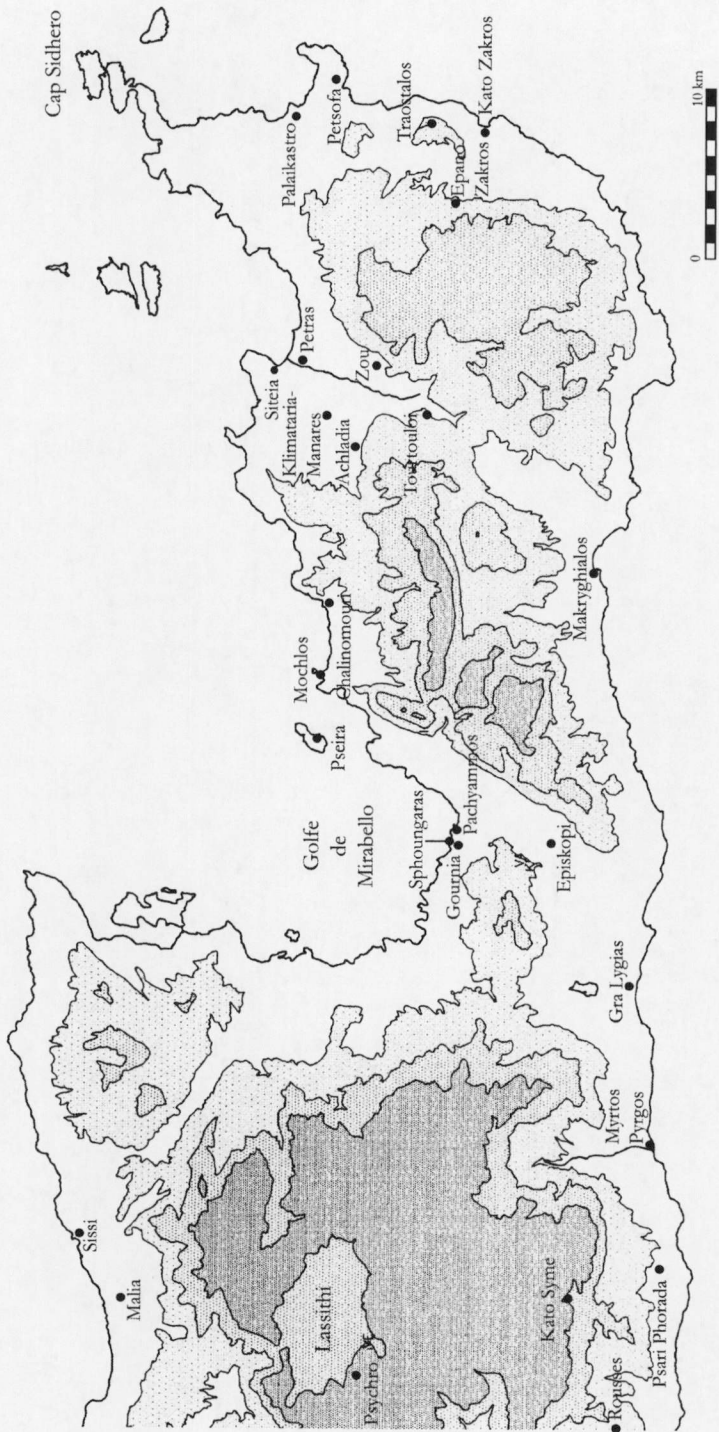 Cap Sidhero
Palaikastro
Petsofa
Traostalos
Epano
Zakros
Kato Zakros
0
10 km
Siteia
Petras
Klimataria-
Manares
Zou
Achladia
Tourtouloi
Mochlos
Chalinomouri
Pseira
Makryghialos
Golfe
de
Mirabello
Sphoungaras
Pachyammos
Gournia
Episkopi
Gra Lygias
Sissi
Malia
Lassithi
Psychro
Myrtos
Pyrgos
Kato Syme
Psari Phorada
Rousses